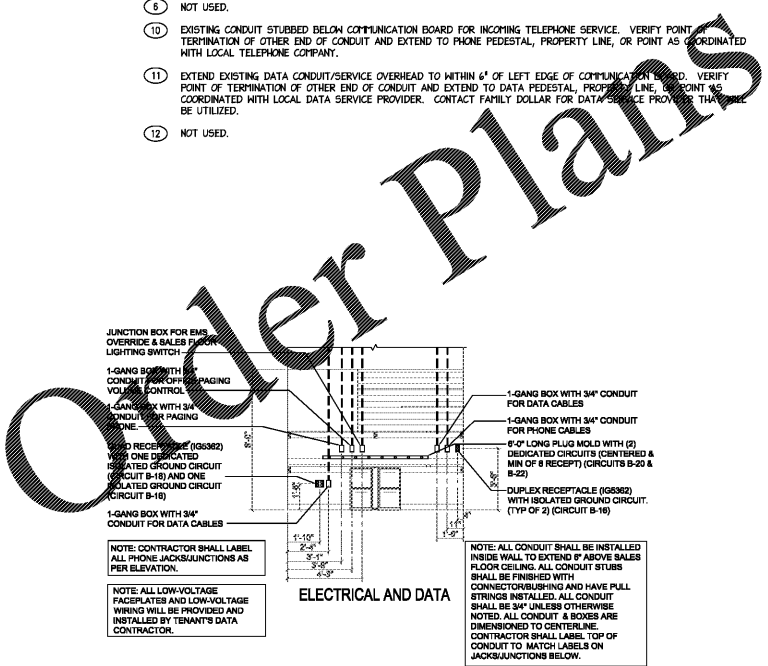 6 NOT USED.
10 EXISTING CONDUIT STUBBED BELOW COMMUNICATION BOARD FOR INCOMING TELEPHONE SERVICE. VERIFY POINT OF
TERMINATION OF OTHER END OF CONDUIT AND EXTEND TO PHONE PEDESTAL, PROPERTY LINE, OR POINT AS COORDINATED
WITH LOCAL TELEPHONE COMPANY.
11 EXTEND EXISTING DATA CONDUIT/SERVICE OVERHEAD TO WITHIN 6" OF LEFT EDGE OF COMMUNICATION BOARD. VERIFY
POINT OF TERMINATION OF OTHER END OF CONDUIT AND EXTEND TO DATA PEDESTAL, PROPERTY LINE, OR POINT AS
COORDINATED WITH LOCAL DATA SERVICE PROVIDER. CONTACT FAMILY DOLLAR FOR DATA SERVICE PROVIDER THAT WILL
BE UTILIZED.
12 NOT USED.
Order Plans
JUNCTION BOX FOR EMS
OVERRIDE & SALES FLOOR
LIGHTING SWITCH
1-GANG BOX WITH 3/4"
CONDUIT FOR OFFICE PAGING
VOLUME CONTROL
1-GANG BOX WITH 3/4"
CONDUIT FOR PAGING
PHONE.
QUAD RECEPTACLE (IG5362)
WITH ONE DEDICATED
ISOLATED GROUND CIRCUIT
(CIRCUIT B-18) AND ONE
ISOLATED GROUND CIRCUIT
(CIRCUIT B-16)
1-GANG BOX WITH 3/4"
CONDUIT FOR DATA CABLES
1-GANG BOX WITH 3/4" CONDUIT
FOR DATA CABLES
1-GANG BOX WITH 3/4" CONDUIT
FOR PHONE CABLES
6'-0" LONG PLUG MOLD WITH (2)
DEDICATED CIRCUITS (CENTERED &
MIN OF 8 RECEPT) (CIRCUITS B-20 &
B-22)
DUPLEX RECEPTACLE (IG5362)
WITH ISOLATED GROUND CIRCUIT.
(TYP OF 2) (CIRCUIT B-16)
1'-10"
2'-4"
3'-1"
3'-8"
4'-3"
11"
1'-6"
NOTE: CONTRACTOR SHALL LABEL
ALL PHONE JACKS/JUNCTIONS AS
PER ELEVATION.
NOTE: ALL LOW-VOLTAGE
FACEPLATES AND LOW-VOLTAGE
WIRING WILL BE PROVIDED AND
INSTALLED BY TENANT'S DATA
CONTRACTOR.
ELECTRICAL AND DATA
NOTE: ALL CONDUIT SHALL BE INSTALLED
INSIDE WALL TO EXTEND 6" ABOVE SALES
FLOOR CEILING. ALL CONDUIT STUBS
SHALL BE FINISHED WITH
CONNECTOR/BUSHING AND HAVE PULL
STRINGS INSTALLED. ALL CONDUIT
SHALL BE 3/4" UNLESS OTHERWISE
NOTED. ALL CONDUIT & BOXES ARE
DIMENSIONED TO CENTERLINE.
CONTRACTOR SHALL LABEL TOP OF
CONDUIT TO MATCH LABELS ON
JACKS/JUNCTIONS BELOW.